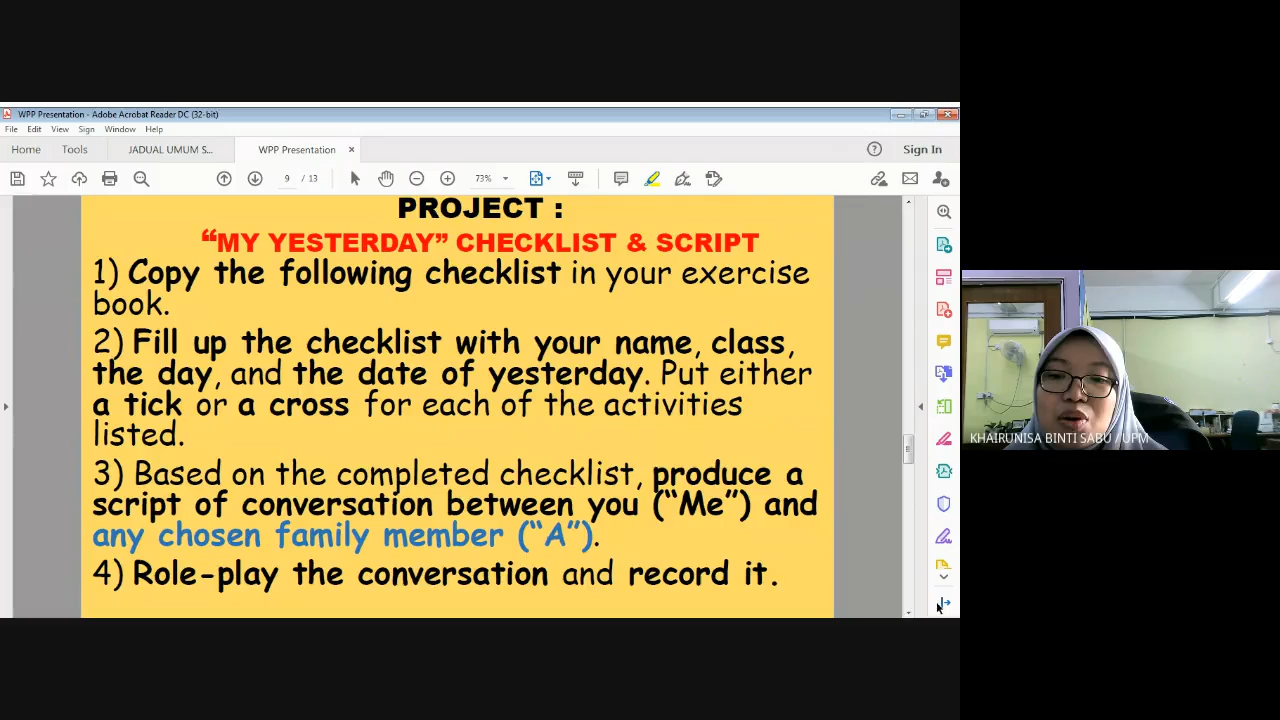 WPP Presentation - Adobe Acrobat Reader DC (32-bit)
File Edit View Sign Window Help
Home Tools JADUAL UMUM S... WPP Presentation × Sign In
9 / 13 73%
PROJECT :
“MY YESTERDAY” CHECKLIST & SCRIPT
1) Copy the following checklist in your exercise
book.
2) Fill up the checklist with your name, class,
the day, and the date of yesterday. Put either
a tick or a cross for each of the activities
listed.
3) Based on the completed checklist, produce a
script of conversation between you (“Me”) and
any chosen family member (“A”).
4) Role-play the conversation and record it.
KHAIRUNISA BINTI SABU / UPM